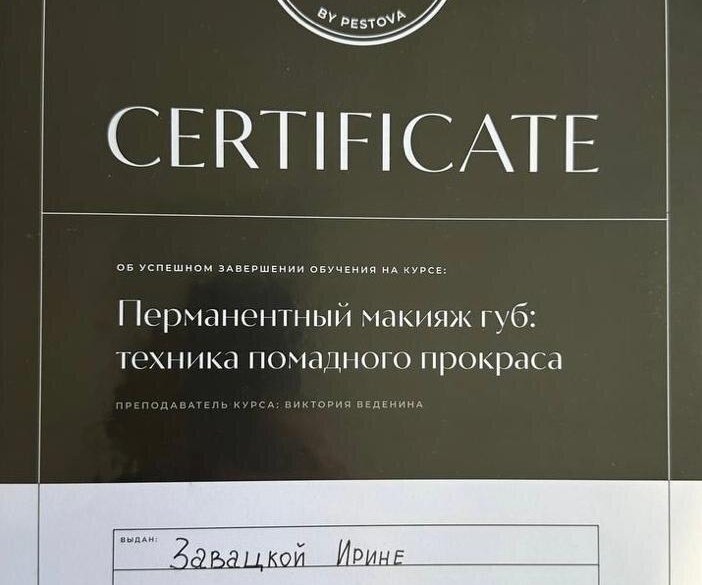 BY PESTOVA
CERTIFICATE
ОБ УСПЕШНОМ ЗАВЕРШЕНИИ ОБУЧЕНИЯ НА КУРСЕ:
Перманентный макияж губ:
техника помадного прокраса
ПРЕПОДАВАТЕЛЬ КУРСА: ВИКТОРИЯ ВЕДЕНИНА
ВЫДАН: Завацкой Ирине